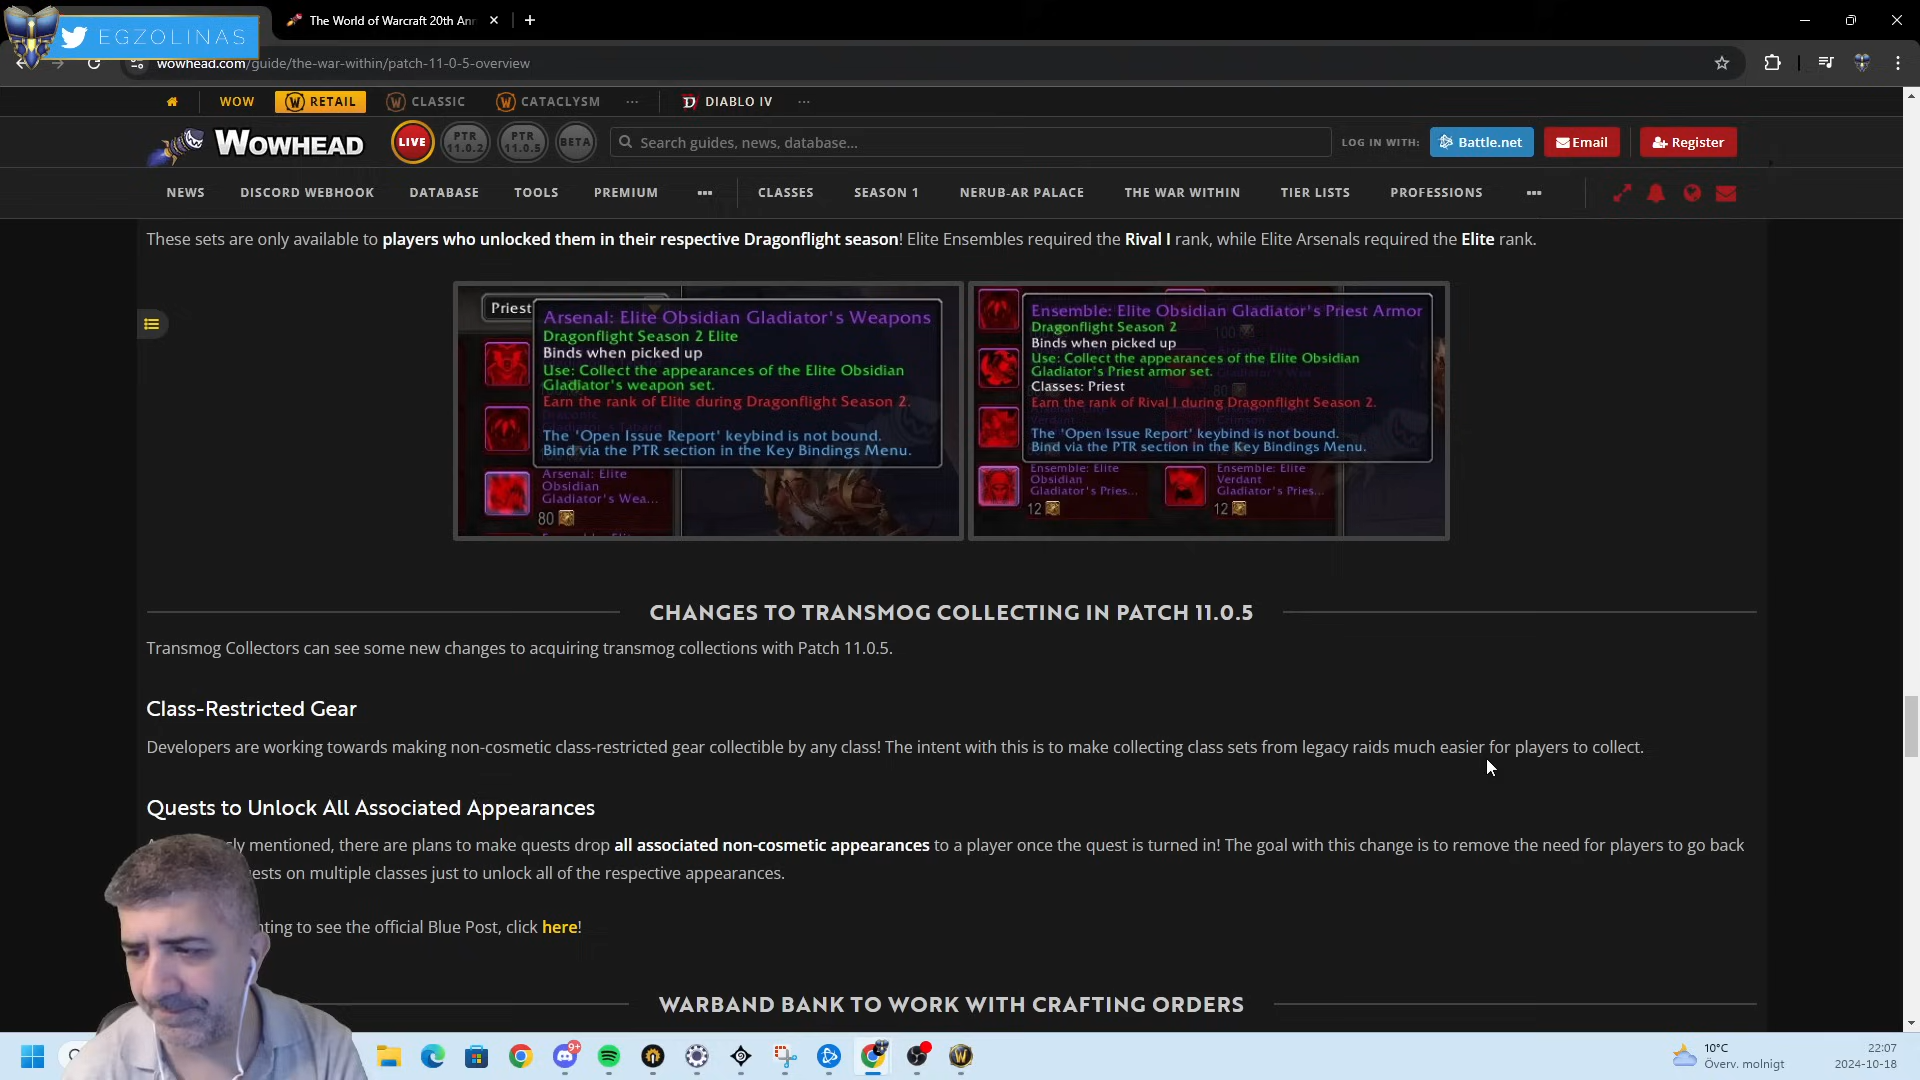 EGZOLINAS
The World of Warcraft 20th Ann
wowhead.com/guide/the-war-within/patch-11-0-5-overview
WOW
RETAIL
CLASSIC
CATACLYSM
DIABLO IV
WOWHEAD
LIVE
PTR 11.0.2
PTR 11.0.5
BETA
Search guides, news, database...
LOG IN WITH:
Battle.net
Email
Register
NEWS
DISCORD WEBHOOK
DATABASE
TOOLS
PREMIUM
CLASSES
SEASON 1
NERUB-AR PALACE
THE WAR WITHIN
TIER LISTS
PROFESSIONS
These sets are only available to players who unlocked them in their respective Dragonflight season! Elite Ensembles required the Rival I rank, while Elite Arsenals required the Elite rank.
Priest
Arsenal: Elite Obsidian Gladiator's Weapons
Dragonflight Season 2 Elite
Binds when picked up
Use: Collect the appearances of the Elite Obsidian
Gladiator's weapon set.
Earn the rank of Elite during Dragonflight Season 2.
The 'Open Issue Report' keybind is not bound.
Bind via the PTR section in the Key Bindings Menu.
Arsenal: Elite
Obsidian
Gladiator's Wea...
80
Ensemble: Elite Obsidian Gladiator's Priest Armor
Dragonflight Season 2
Binds when picked up
Use: Collect the appearances of the Elite Obsidian
Gladiator's Priest armor set.
Classes: Priest
Earn the rank of Rival I during Dragonflight Season 2.
The 'Open Issue Report' keybind is not bound.
Bind via the PTR section in the Key Bindings Menu.
Ensemble: Elite
Obsidian
Gladiator's Pries...
12
Ensemble: Elite
Verdant
Gladiator's Pries...
12
CHANGES TO TRANSMOG COLLECTING IN PATCH 11.0.5
Transmog Collectors can see some new changes to acquiring transmog collections with Patch 11.0.5.
Class-Restricted Gear
Developers are working towards making non-cosmetic class-restricted gear collectible by any class! The intent with this is to make collecting class sets from legacy raids much easier for players to collect.
Quests to Unlock All Associated Appearances
mentioned, there are plans to make quests drop all associated non-cosmetic appearances to a player once the quest is turned in! The goal with this change is to remove the need for players to go back
on multiple classes just to unlock all of the respective appearances.
to see the official Blue Post, click here!
WARBAND BANK TO WORK WITH CRAFTING ORDERS
9+
10°C
Överv. molnigt
22:07
2024-10-18